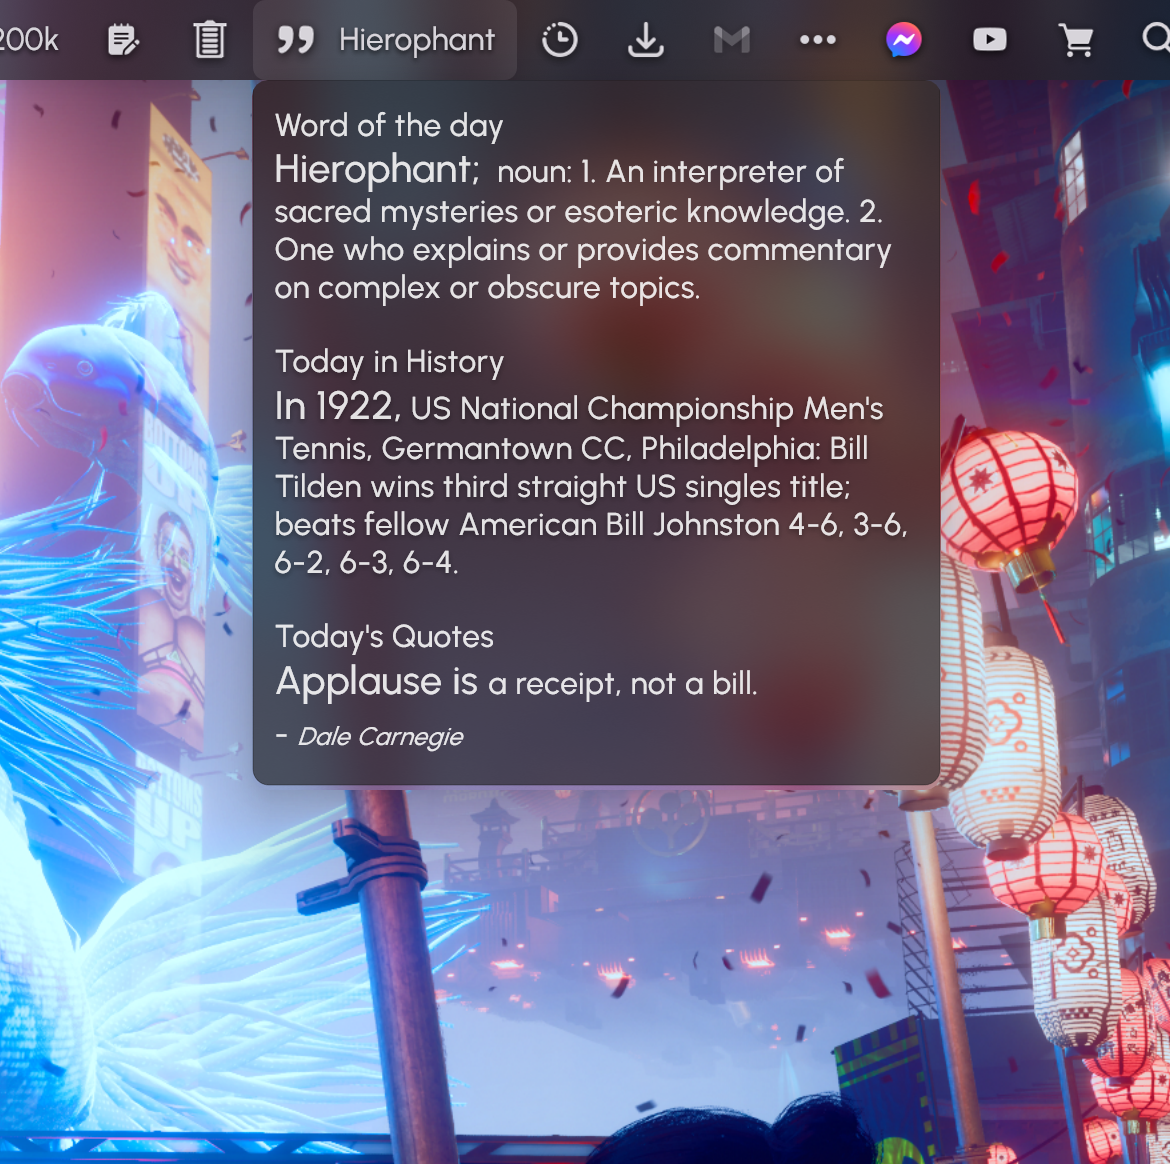 200k
Hierophant
Word of the day
Hierophant; noun: 1. An interpreter of
sacred mysteries or esoteric knowledge. 2.
One who explains or provides commentary
on complex or obscure topics.
Today in History
In 1922, US National Championship Men's
Tennis, Germantown CC, Philadelphia: Bill
Tilden wins third straight US singles title;
beats fellow American Bill Johnston 4-6, 3-6,
6-2, 6-3, 6-4.
Today's Quotes
Applause is a receipt, not a bill.
- Dale Carnegie
UP
UP